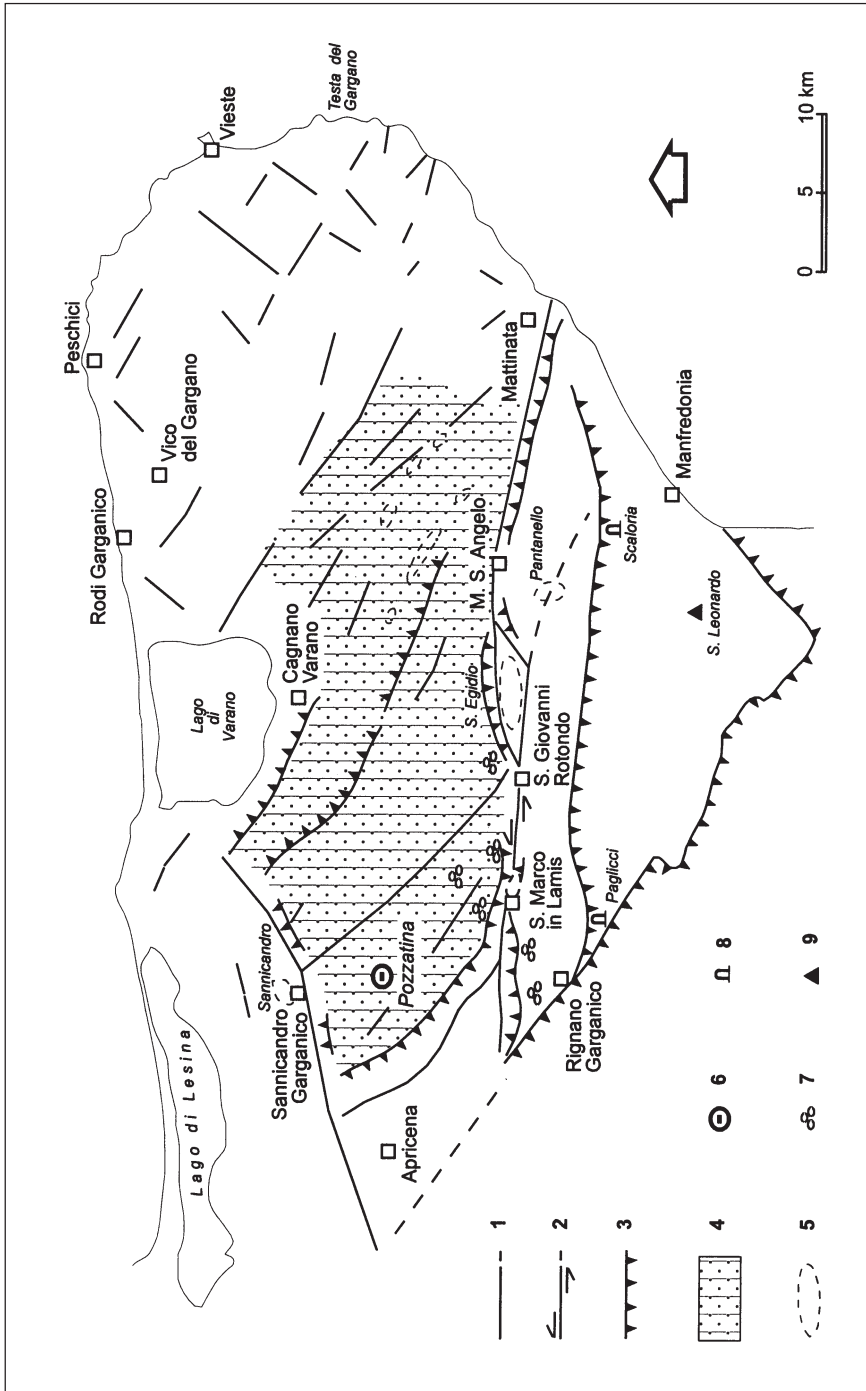 Lago di Lesina
Lago
di
Varano
Rodi Garganico
Peschici
Vico
del Gargano
Vieste
Testa del
Gargano
Sannicandro
Sannicandro
Garganico
Cagnano
Varano
Apricena
Pozzatina
S. Egidio
M. S. Angelo
Mattinata
S. Marco
in Lamis
S. Giovanni
Rotondo
Pantanello
Rignano
Garganico
Paglicci
Scaloria
Manfredonia
S. Leonardo
1
2
3
4
5
6
7
8
9
0 5 10 km